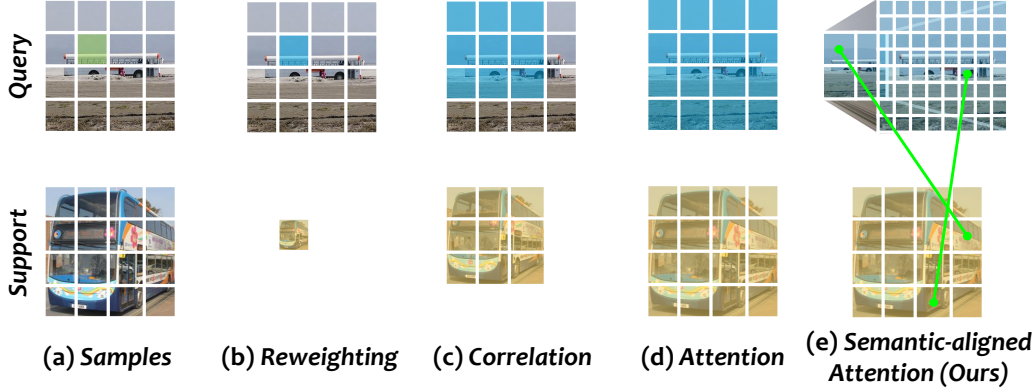 Query
Support
(a) Samples
(b) Reweighting
(c) Correlation
(d) Attention
(e) Semantic-aligned
Attention (Ours)